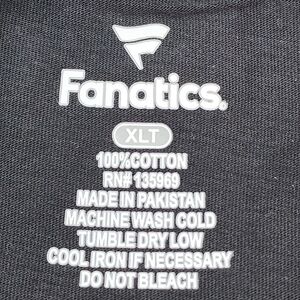 Fanatics.
XLT
100%COTTON
RN# 135969
MADE IN PAKISTAN
MACHINE WASH COLD
TUMBLE DRY LOW
COOL IRON IF NECESSARY
DO NOT BLEACH